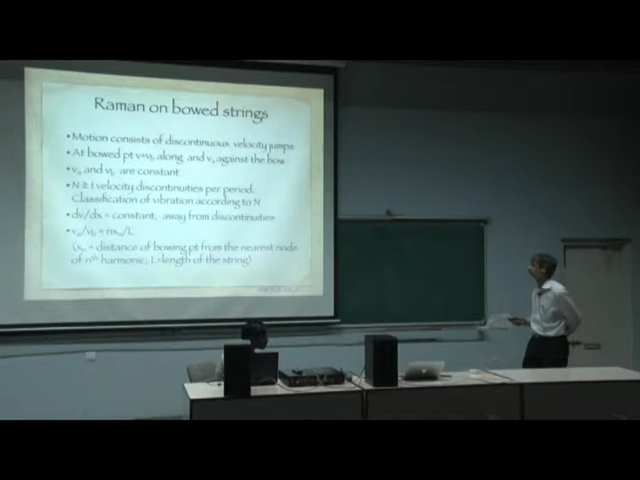 Raman on bowed strings
• Motion consists of discontinuous velocity jumps
• At bowed pt v=v_b along and v_a against the bow
• v_a and v_b are constant
• N ≥ 1 velocity discontinuities per period.
Classification of vibration according to N
• dv/dx = constant, away from discontinuities
• v_a/v_b = nx_n/L
(x_n = distance of bowing pt from the nearest node
of nth harmonic; L=length of the string)